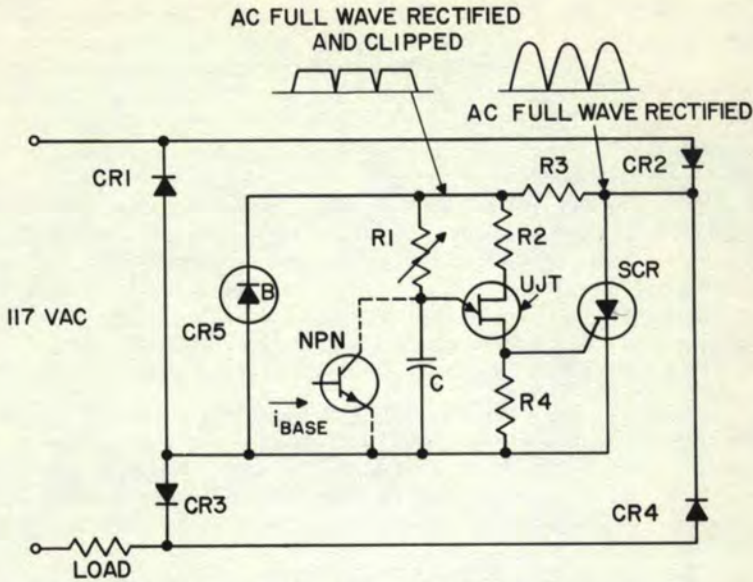 AC FULL WAVE RECTIFIED
AND CLIPPED
AC FULL WAVE RECTIFIED
CR1
R3
CR2
R1
R2
UJT
SCR
117 VAC
B
CR5
NPN
C
iBASE
R4
CR3
CR4
LOAD